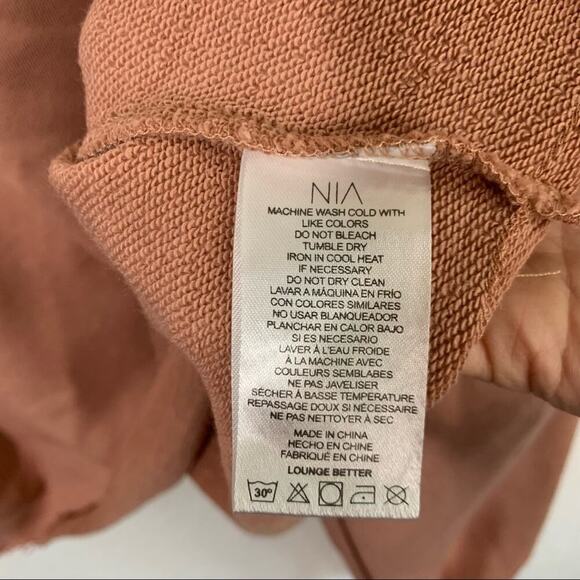 NIA
MACHINE WASH COLD WITH
LIKE COLORS
DO NOT BLEACH
TUMBLE DRY
IRON IN COOL HEAT
IF NECESSARY
DO NOT DRY CLEAN
LAVAR A MÁQUINA EN FRÍO
CON COLORES SIMILARES
NO USAR BLANQUEADOR
PLANCHAR EN CALOR BAJO
SI ES NECESARIO
LAVER À L'EAU FROIDE
À LA MACHINE AVEC
COULEURS SEMBLABES
NE PAS JAVELISER
SÉCHER À BASSE TEMPERATURE
REPASSAGE DOUX SI NÉCESSAIRE
NE PAS NETTOYER À SEC
MADE IN CHINA
HECHO EN CHINE
FABRIQUÉ EN CHINE
LOUNGE BETTER
30°